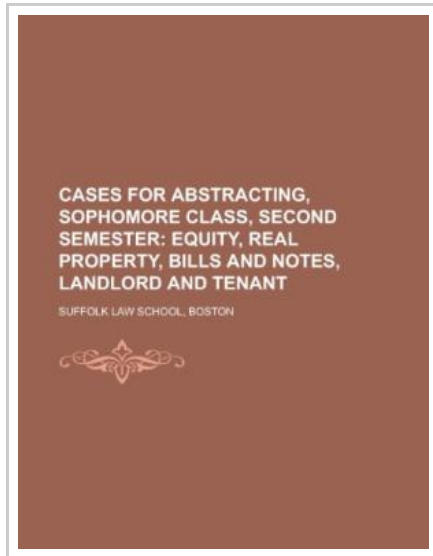 CASES FOR ABSTRACTING,
SOPHOMORE CLASS, SECOND
SEMESTER: EQUITY, REAL
PROPERTY, BILLS AND NOTES,
LANDLORD AND TENANT
SUFFOLK LAW SCHOOL, BOSTON